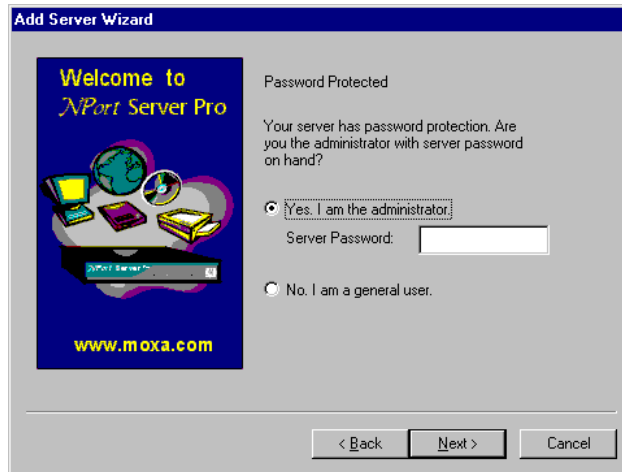 Add Server Wizard
Welcome to
NPort Server Pro
NPort Server
www.moxa.com
Password Protected
Your server has password protection. Are
you the administrator with server password
on hand?
Yes. I am the administrator.
Server Password:
No. I am a general user.
< Back
Next >
Cancel